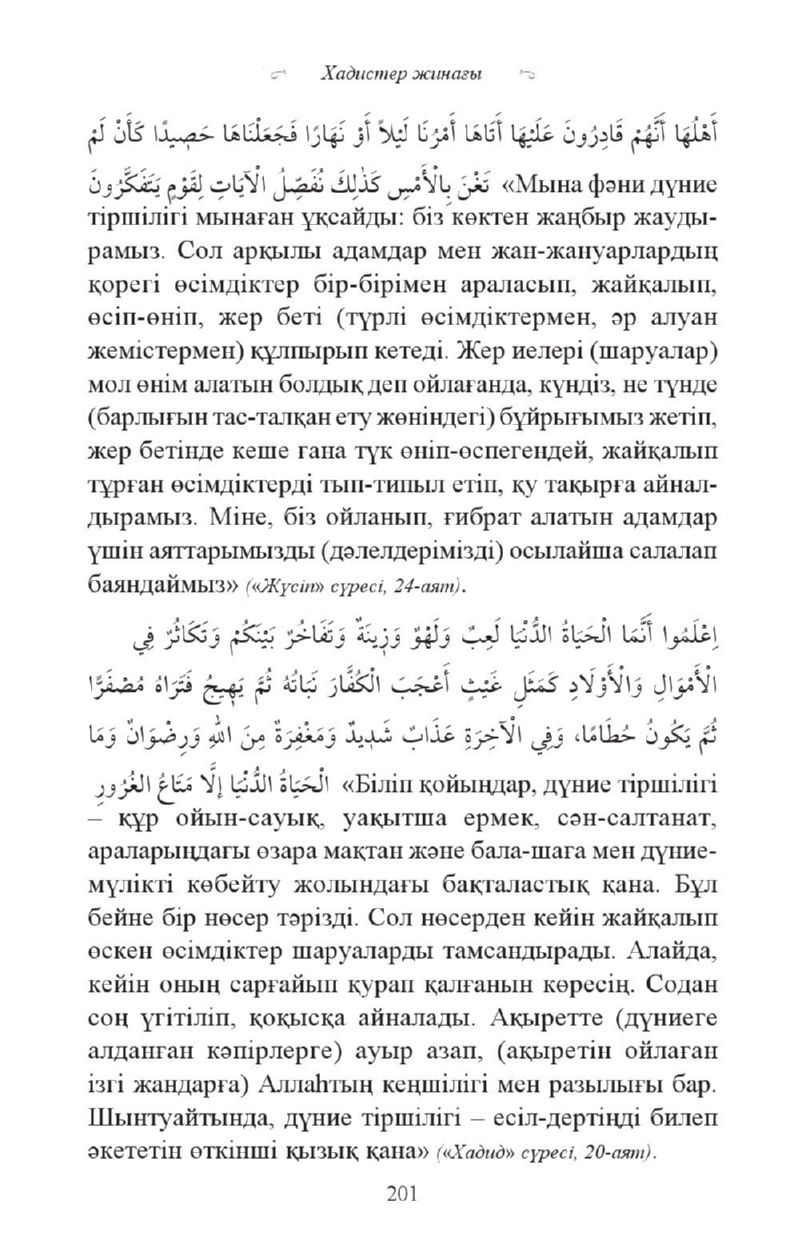 Хадистер жинағы
أَهْلُهَا أَنَّهُمْ قَادِرُونَ عَلَيْهَا أَتَاهَا أَمْرُنَا لَيْلاً أَوْ نَهَارًا فَجَعَلْنَاهَا حَصِيدًا كَأَنْ لَمْ
تَغْنَ بِالْأَمْسِ كَذَلِكَ نُفَصِّلُ الْآيَاتِ لِقَوْمٍ يَتَفَكَّرُونَ «Мына фәни дүние
тіршілігі мынаған ұқсайды: біз көктен жаңбыр жауды-
рамыз. Сол арқылы адамдар мен жан-жануарлардың
қорегі өсімдіктер бір-бірімен араласып, жайқалып,
өсіп-өніп, жер беті (түрлі өсімдіктермен, әр алуан
жемістермен) құлпырып кетеді. Жер иелері (шаруалар)
мол өнім алатын болдық деп ойлағанда, күндіз, не түнде
(барлығын тас-талқан ету жөніндегі) бұйрығымыз жетіп,
жер бетінде кеше ғана түк өніп-өспегендей, жайқалып
тұрған өсімдіктерді тып-типыл етіп, қу тақырға айнал-
дырамыз. Міне, біз ойланып, ғибрат алатын адамдар
үшін аяттарымызды (дәлелдерімізді) осылайша салалап
баяндаймыз» («Жүсіп» сүресі, 24-аят).
اِعْلَمُوا أَنَّمَا الْحَيَاةُ الدُّنْيَا لَعِبٌ وَلَهْوٌ وَزِينَةٌ وَتَفَاخُرٌ بَيْنَكُمْ وَتَكَاثُرٌ فِي
الْأَمْوَالِ وَالْأَوْلَادِ كَمَثَلِ غَيْثٍ أَعْجَبَ الْكُفَّارَ نَبَاتُهُ ثُمَّ يَهِيجُ فَتَرَاهُ مُصْفَرًّا
ثُمَّ يَكُونُ حُطَامًا، وَفِي الْآخِرَةِ عَذَابٌ شَدِيدٌ وَمَغْفِرَةٌ مِنَ اللهِ وَرِضْوَانٌ وَمَا
الْحَيَاةُ الدُّنْيَا إِلَّا مَتَاعُ الْغُرُورِ «Біліп қойыңдар, дүние тіршілігі
– құр ойын-сауық, уақытша ермек, сән-салтанат,
араларыңдағы өзара мақтан және бала-шаға мен дүние-
мүлікті көбейту жолындағы бақталастық қана. Бұл
бейне бір нөсер тәрізді. Сол нөсерден кейін жайқалып
өскен өсімдіктер шаруаларды тамсандырады. Алайда,
кейін оның сарғайып қурап қалғанын көресің. Содан
соң үгітіліп, қоқысқа айналады. Ақыретте (дүниеге
алданған кәпірлерге) ауыр азап, (ақыретін ойлаған
ізгі жандарға) Аллаһтың кеңшілігі мен разылығы бар.
Шынтуайтында, дүние тіршілігі – есіл-дертіңді билеп
әкететін өткінші қызық қана» («Хадид» сүресі, 20-аят).
201